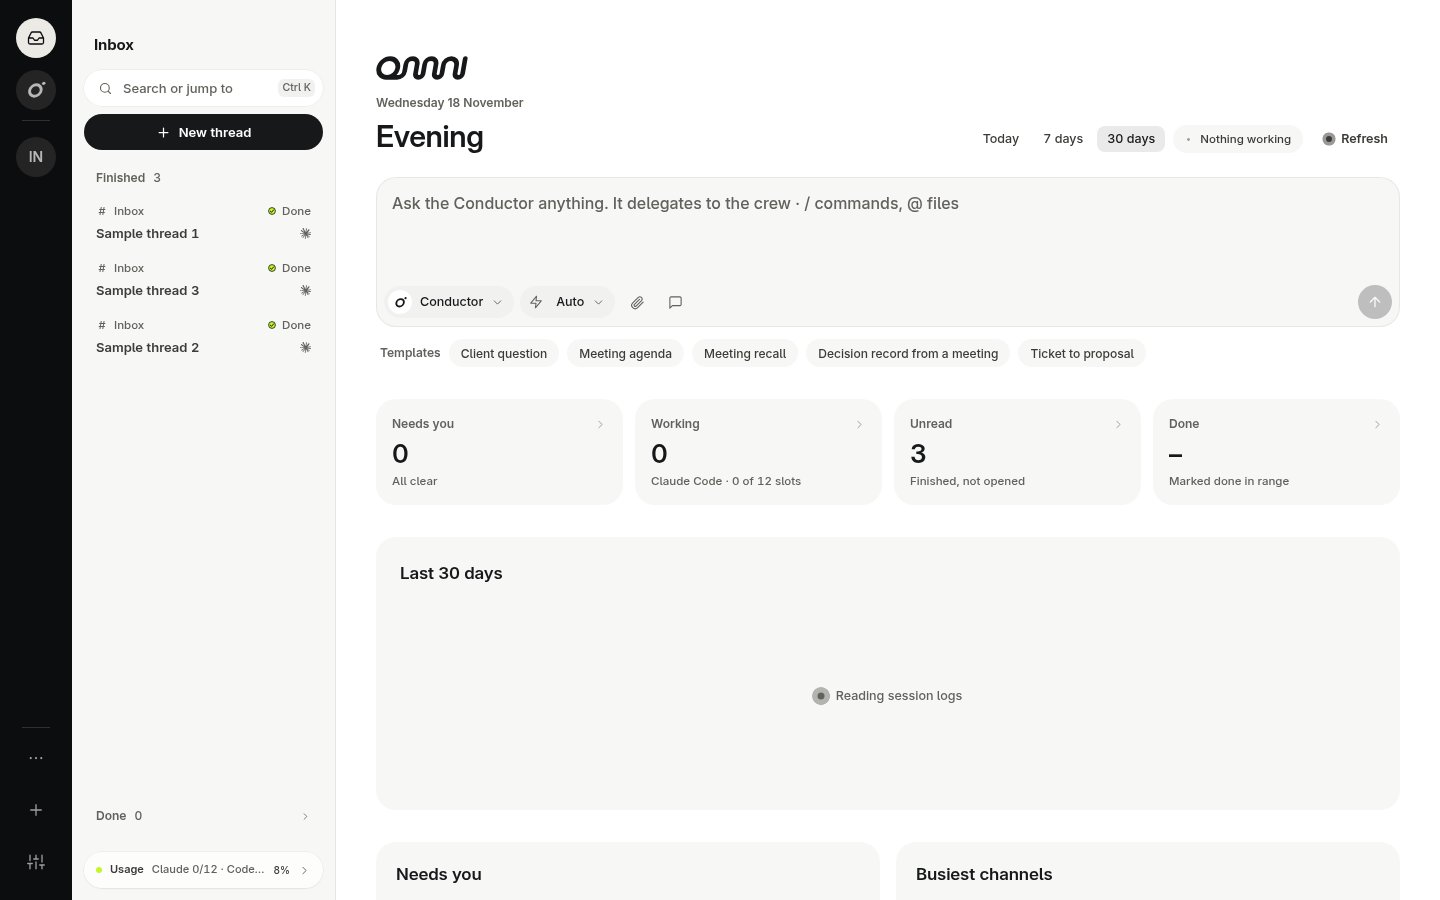 Inbox
Search or jump to
Ctrl K
New thread
IN
Finished 3
# Inbox
Done
Sample thread 1
# Inbox
Done
Sample thread 3
# Inbox
Done
Sample thread 2
Done 0
Usage Claude 0/12 · Code... 8%
onni
Wednesday 18 November
Evening
Today
7 days
30 days
Nothing working
Refresh
Ask the Conductor anything. It delegates to the crew · / commands, @ files
Conductor
Auto
Templates
Client question
Meeting agenda
Meeting recall
Decision record from a meeting
Ticket to proposal
Needs you
0
All clear
Working
0
Claude Code · 0 of 12 slots
Unread
3
Finished, not opened
Done
–
Marked done in range
Last 30 days
Reading session logs
Needs you
Busiest channels